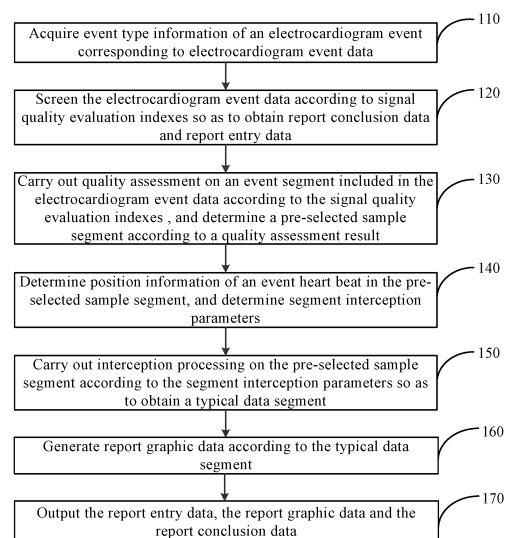 110
Acquire event type information of an electrocardiogram event
corresponding to electrocardiogram event data
120
Screen the electrocardiogram event data according to signal
quality evaluation indexes so as to obtain report conclusion data
and report entry data
130
Carry out quality assessment on an event segment included in the
electrocardiogram event data according to the signal quality
evaluation indexes , and determine a pre-selected sample
segment according to a quality assessment result
140
Determine position information of an event heart beat in the pre-
selected sample segment, and determine segment interception
parameters
150
Carry out interception processing on the pre-selected sample
segment according to the segment interception parameters so as
to obtain a typical data segment
160
Generate report graphic data according to the typical data
segment
170
Output the report entry data, the report graphic data and the
report conclusion data